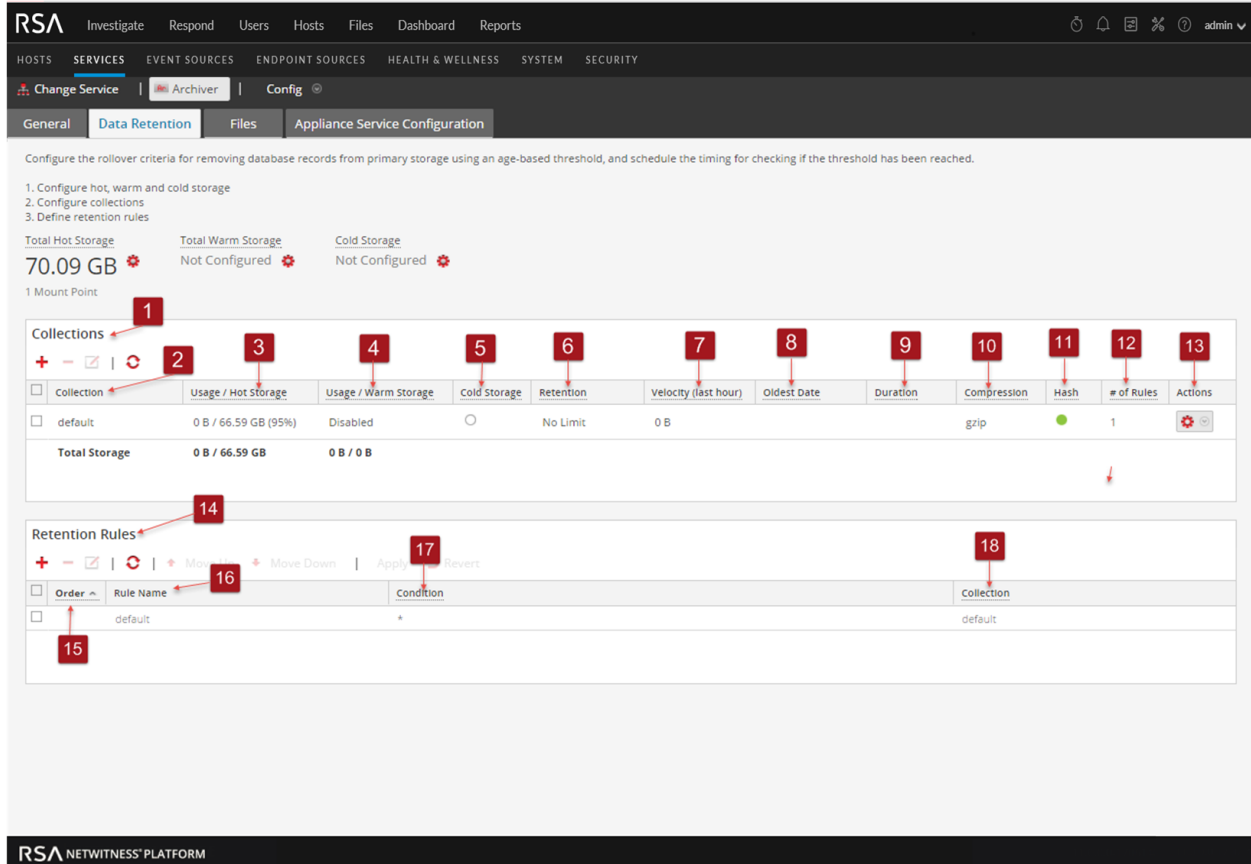 RSA Investigate Respond Users Hosts Files Dashboard Reports admin
HOSTS SERVICES EVENT SOURCES ENDPOINT SOURCES HEALTH & WELLNESS SYSTEM SECURITY
Change Service | Archiver | Config
General Data Retention Files Appliance Service Configuration
Configure the rollover criteria for removing database records from primary storage using an age-based threshold, and schedule the timing for checking if the threshold has been reached.
1. Configure hot, warm and cold storage
2. Configure collections
3. Define retention rules
Total Hot Storage Total Warm Storage Cold Storage
70.09 GB Not Configured Not Configured
1 Mount Point
1
Collections
2 3 4 5 6 7 8 9 10 11 12 13
Collection Usage / Hot Storage Usage / Warm Storage Cold Storage Retention Velocity (last hour) Oldest Date Duration Compression Hash # of Rules Actions
default 0 B / 66.59 GB (95%) Disabled No Limit 0 B gzip 1
Total Storage 0 B / 66.59 GB 0 B / 0 B
14
Retention Rules
17 18
Move Down | Apply Revert
16
Order Rule Name Condition Collection
default * default
15
RSA NETWITNESS® PLATFORM